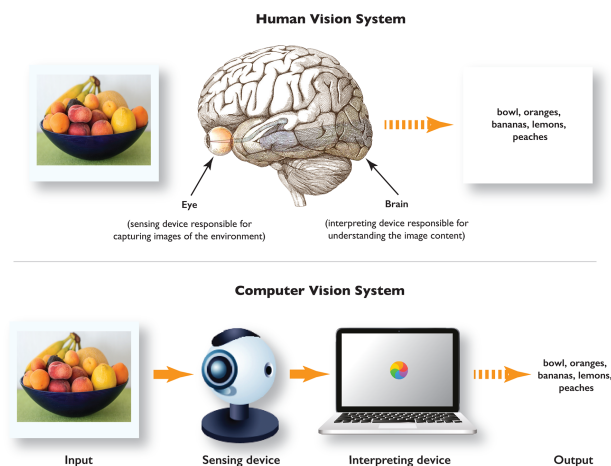 Human Vision System
bowl, oranges,
bananas, lemons,
peaches
Eye
(sensing device responsible for
capturing images of the environment)
Brain
(interpreting device responsible for
understanding the image content)
Computer Vision System
bowl, oranges,
bananas, lemons,
peaches
Input
Sensing device
Interpreting device
Output